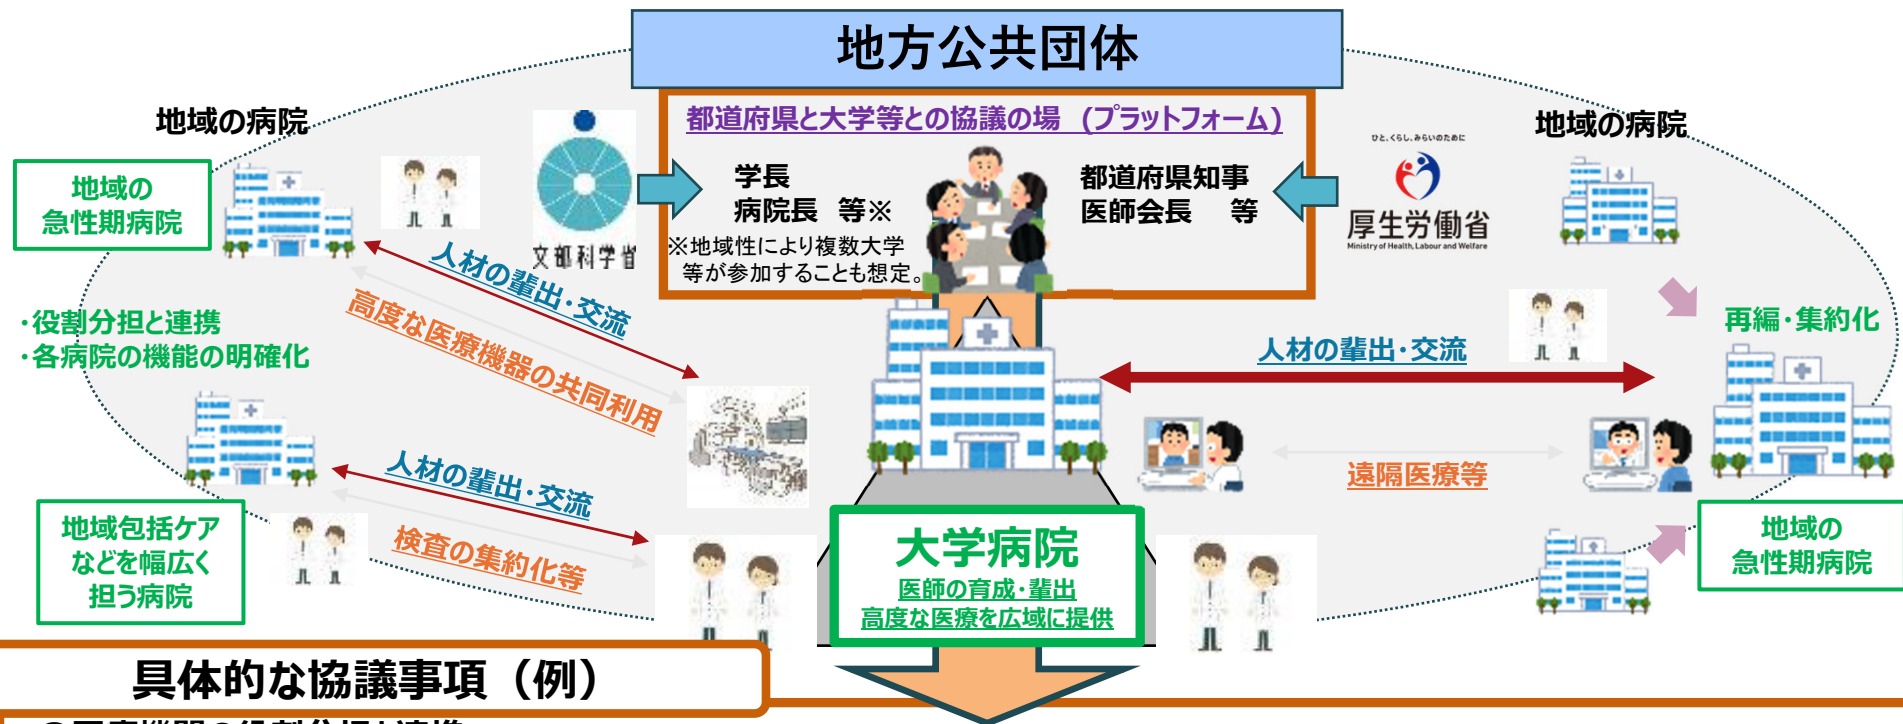 地方公共団体
都道府県と大学等との協議の場 (プラットフォーム)
地域の病院
地域の
急性期病院
文部科学省
学長
病院長 等※
※地域性により複数大学
等が参加することも想定。
都道府県知事
医師会長 等
ひと、くらし、みらいのために
厚生労働省
Ministry of Health, Labour and Welfare
地域の病院
人材の輩出・交流
高度な医療機器の共同利用
・役割分担と連携
・各病院の機能の明確化
人材の輩出・交流
再編・集約化
人材の輩出・交流
検査の集約化等
遠隔医療等
地域包括ケア
などを幅広く
担う病院
大学病院
医師の育成・輩出
高度な医療を広域に提供
地域の
急性期病院
具体的な協議事項（例）